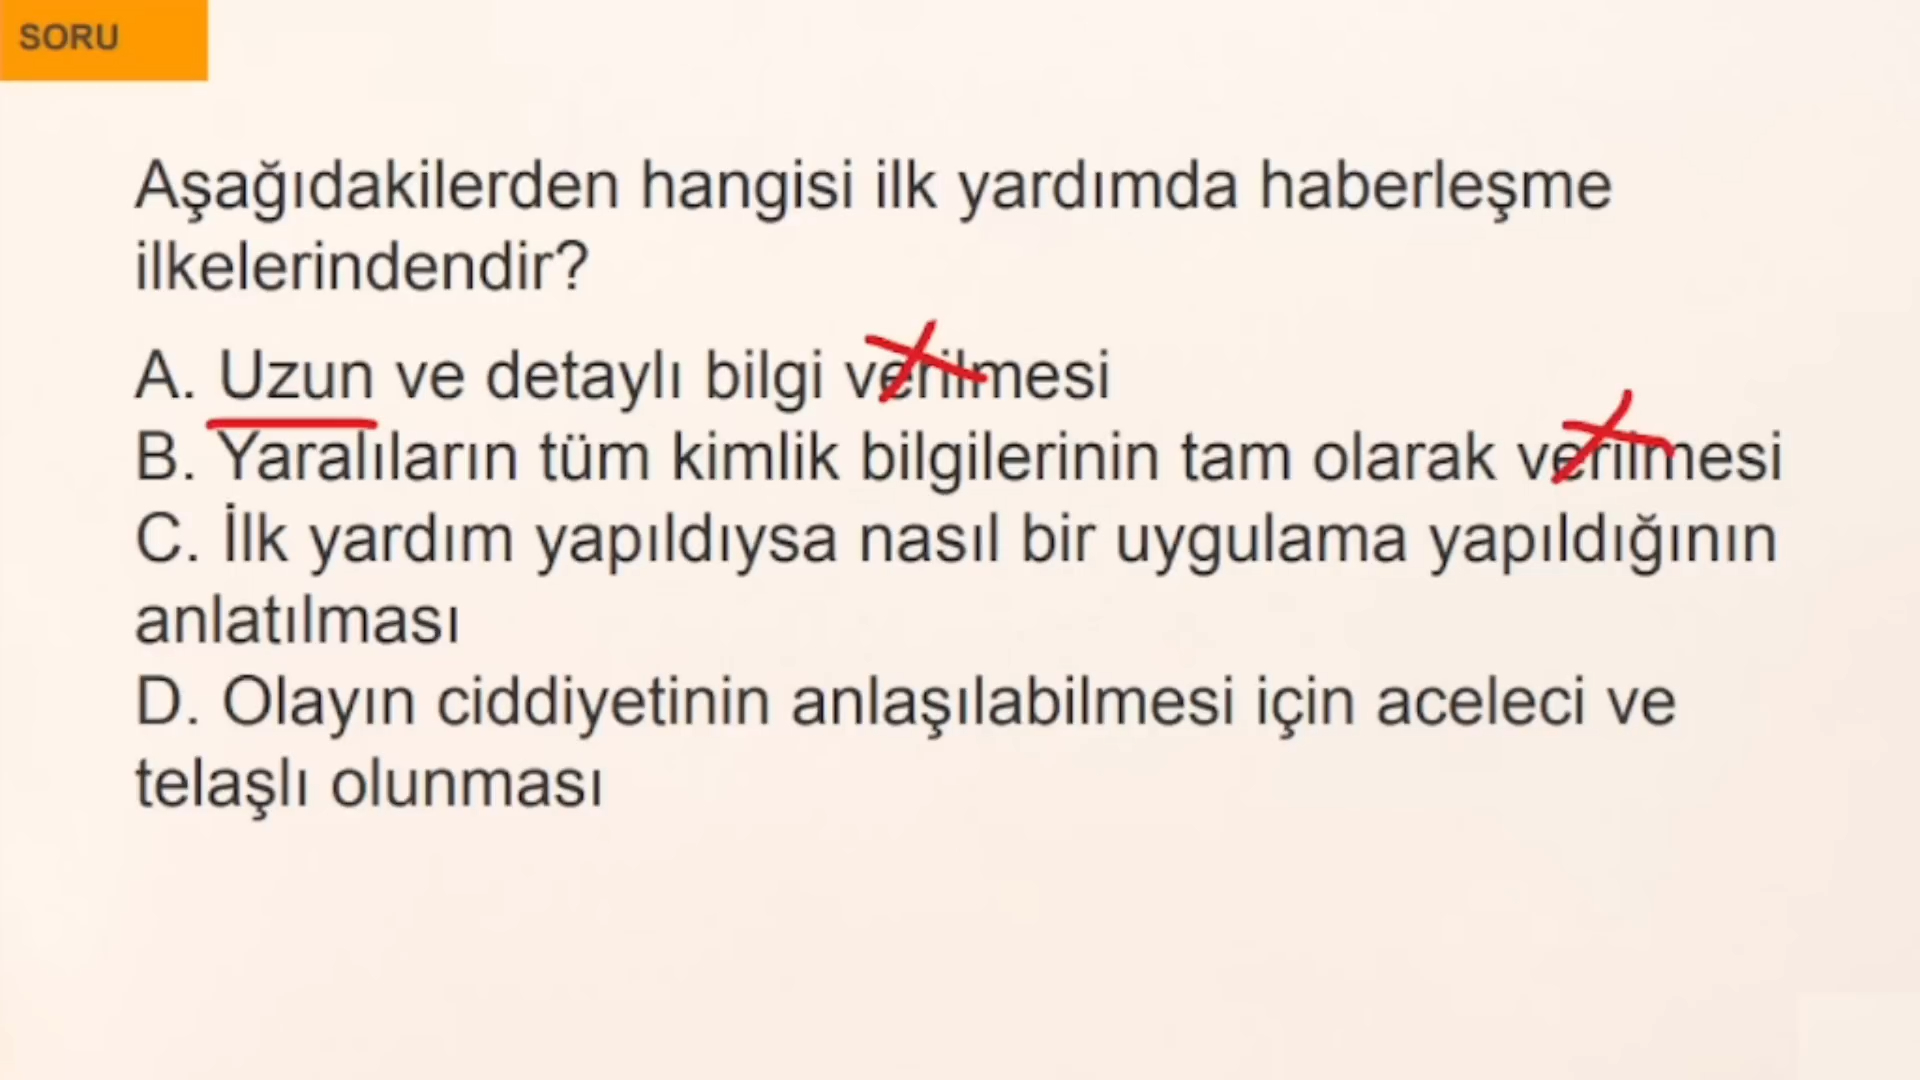 SORU
Aşağıdakilerden hangisi ilk yardımda haberleşme
ilkelerindendir?
A. Uzun ve detaylı bilgi verilmesi
B. Yaralıların tüm kimlik bilgilerinin tam olarak verilmesi
C. İlk yardım yapıldıysa nasıl bir uygulama yapıldığının
anlatılması
D. Olayın ciddiyetinin anlaşılabilmesi için aceleci ve
telaşlı olunması